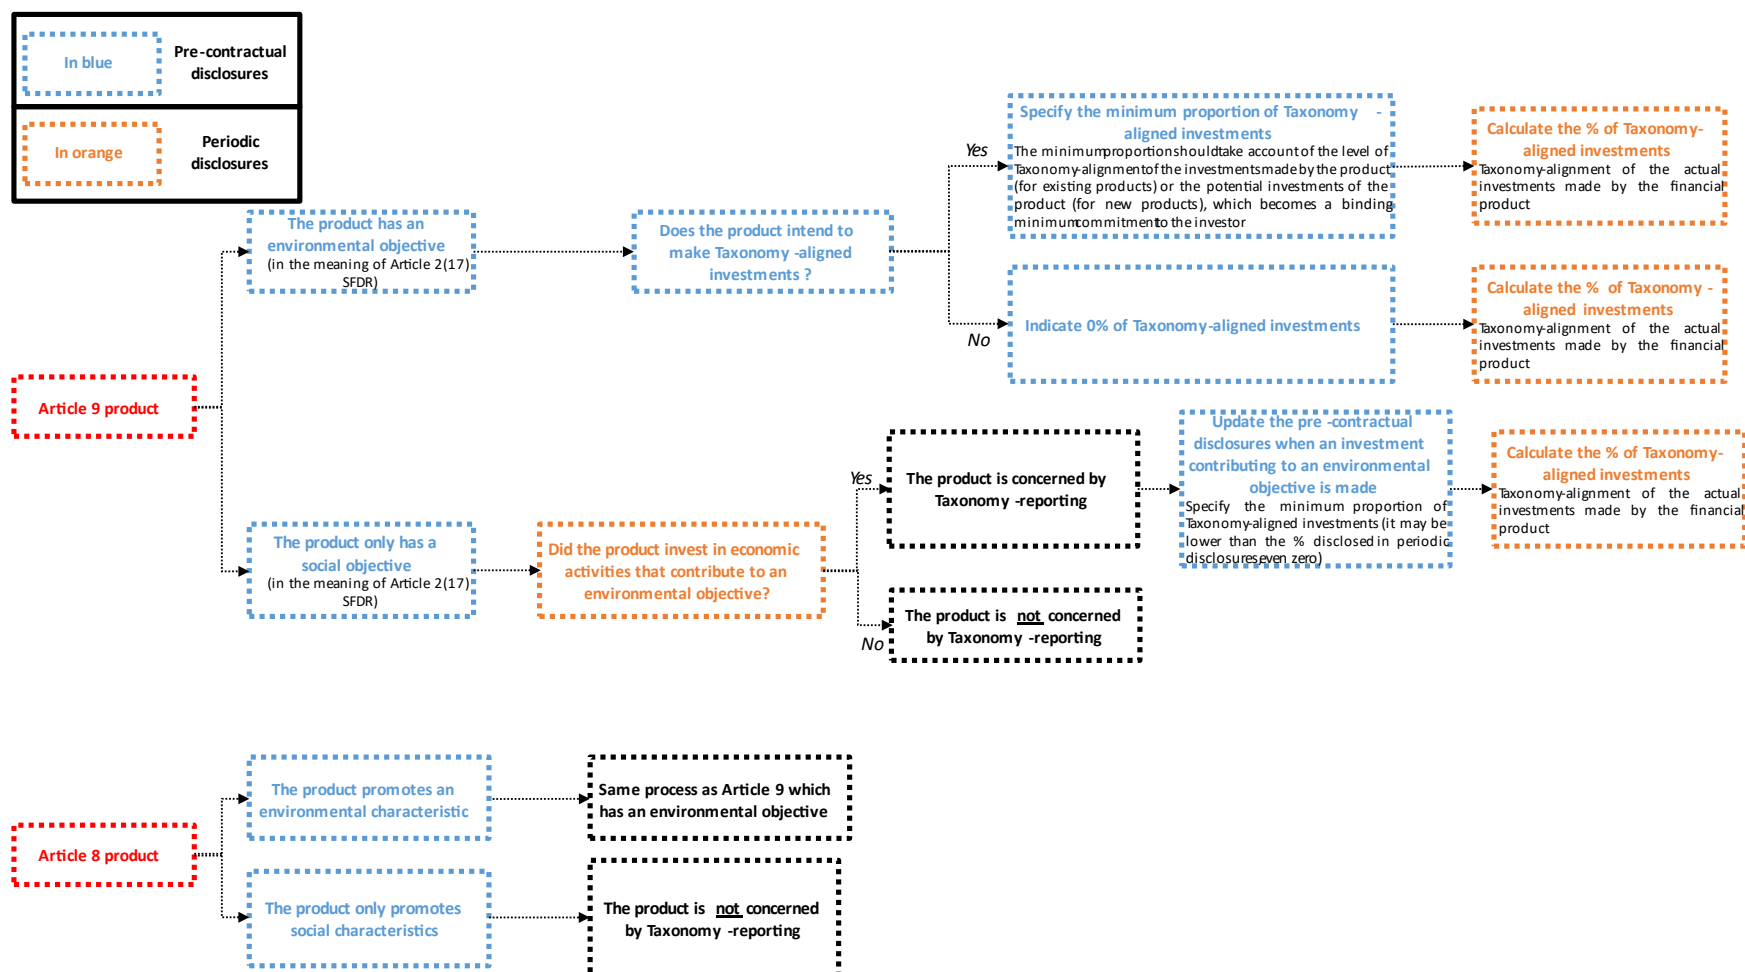 In blue
Pre-contractual
disclosures
In orange
Periodic
disclosures
Article 9 product
The product has an
environmental objective
(in the meaning of Article 2(17)
SFDR)
Does the product intend to
make Taxonomy -aligned
investments ?
Yes
Specify the minimum proportion of Taxonomy -
aligned investments
The minimumproportionshouldtake account of the level of
Taxonomy-alignmentof the investments made by the product
(for existing products) or the potential investments of the
product (for new products), which becomes a binding
minimumcommitmentto the investor
Calculate the % of Taxonomy-
aligned investments
Taxonomy-alignment of the actual
investments made by the financial
product
No
Indicate 0% of Taxonomy-aligned investments
Calculate the % of Taxonomy -
aligned investments
Taxonomy-alignment of the actual
investments made by the financial
product
The product only has a
social objective
(in the meaning of Article 2(17)
SFDR)
Did the product invest in economic
activities that contribute to an
environmental objective?
Yes
The product is concerned by
Taxonomy -reporting
Update the pre -contractual
disclosures when an investment
contributing to an environmental
objective is made
Specify the minimum proportion of
Taxonomy-aligned investments (it may be
lower than the % disclosed in periodic
disclosures,even zero)
Calculate the % of Taxonomy-
aligned investments
Taxonomy-alignment of the actual
investments made by the financial
product
No
The product is not concerned
by Taxonomy -reporting
Article 8 product
The product promotes an
environmental characteristic
Same process as Article 9 which
has an environmental objective
The product only promotes
social characteristics
The product is not concerned
by Taxonomy -reporting